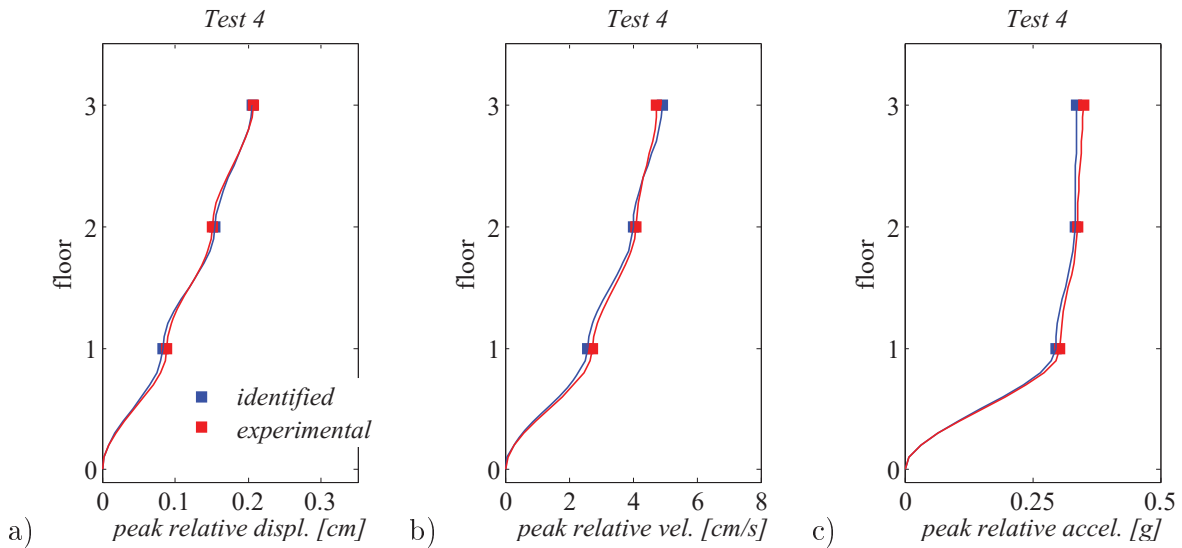 Test 4
floor
3
2
1
0
0
0.1
0.2
0.3
identified
experimental
a)
peak relative displ. [cm]
Test 4
floor
3
2
1
0
0
2
4
6
8
b)
peak relative vel. [cm/s]
Test 4
floor
3
2
1
0
0
0.25
0.5
c)
peak relative accel. [g]